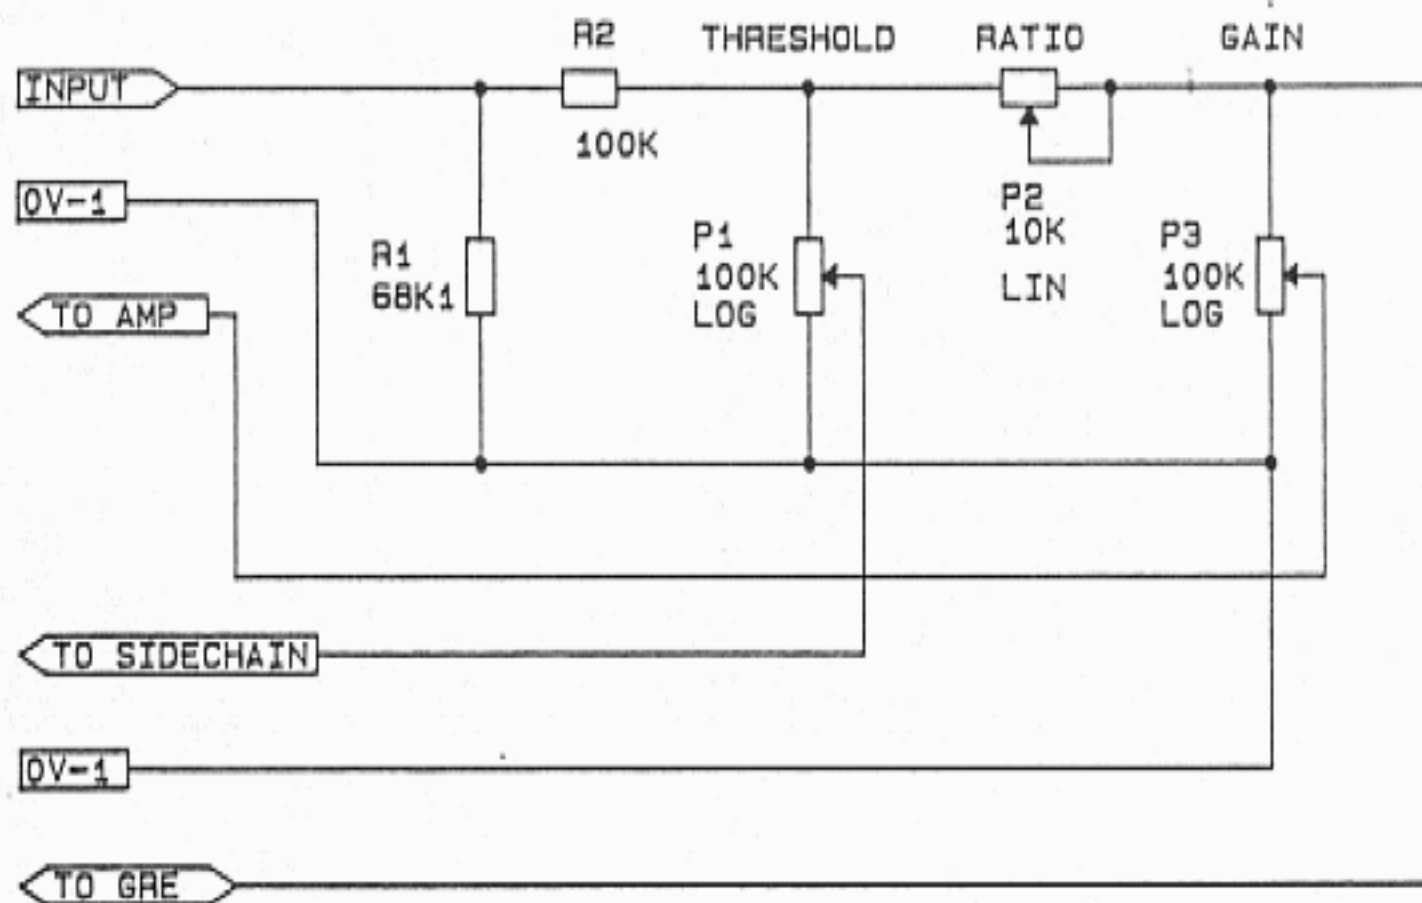 R2 THRESHOLD RATIO GAIN
INPUT
100K
0V-1
P2
10K
LIN
R1
68K1
P1
100K
LOG
P3
100K
LOG
TO AMP
TO SIDECHAIN
0V-1
TO GRE